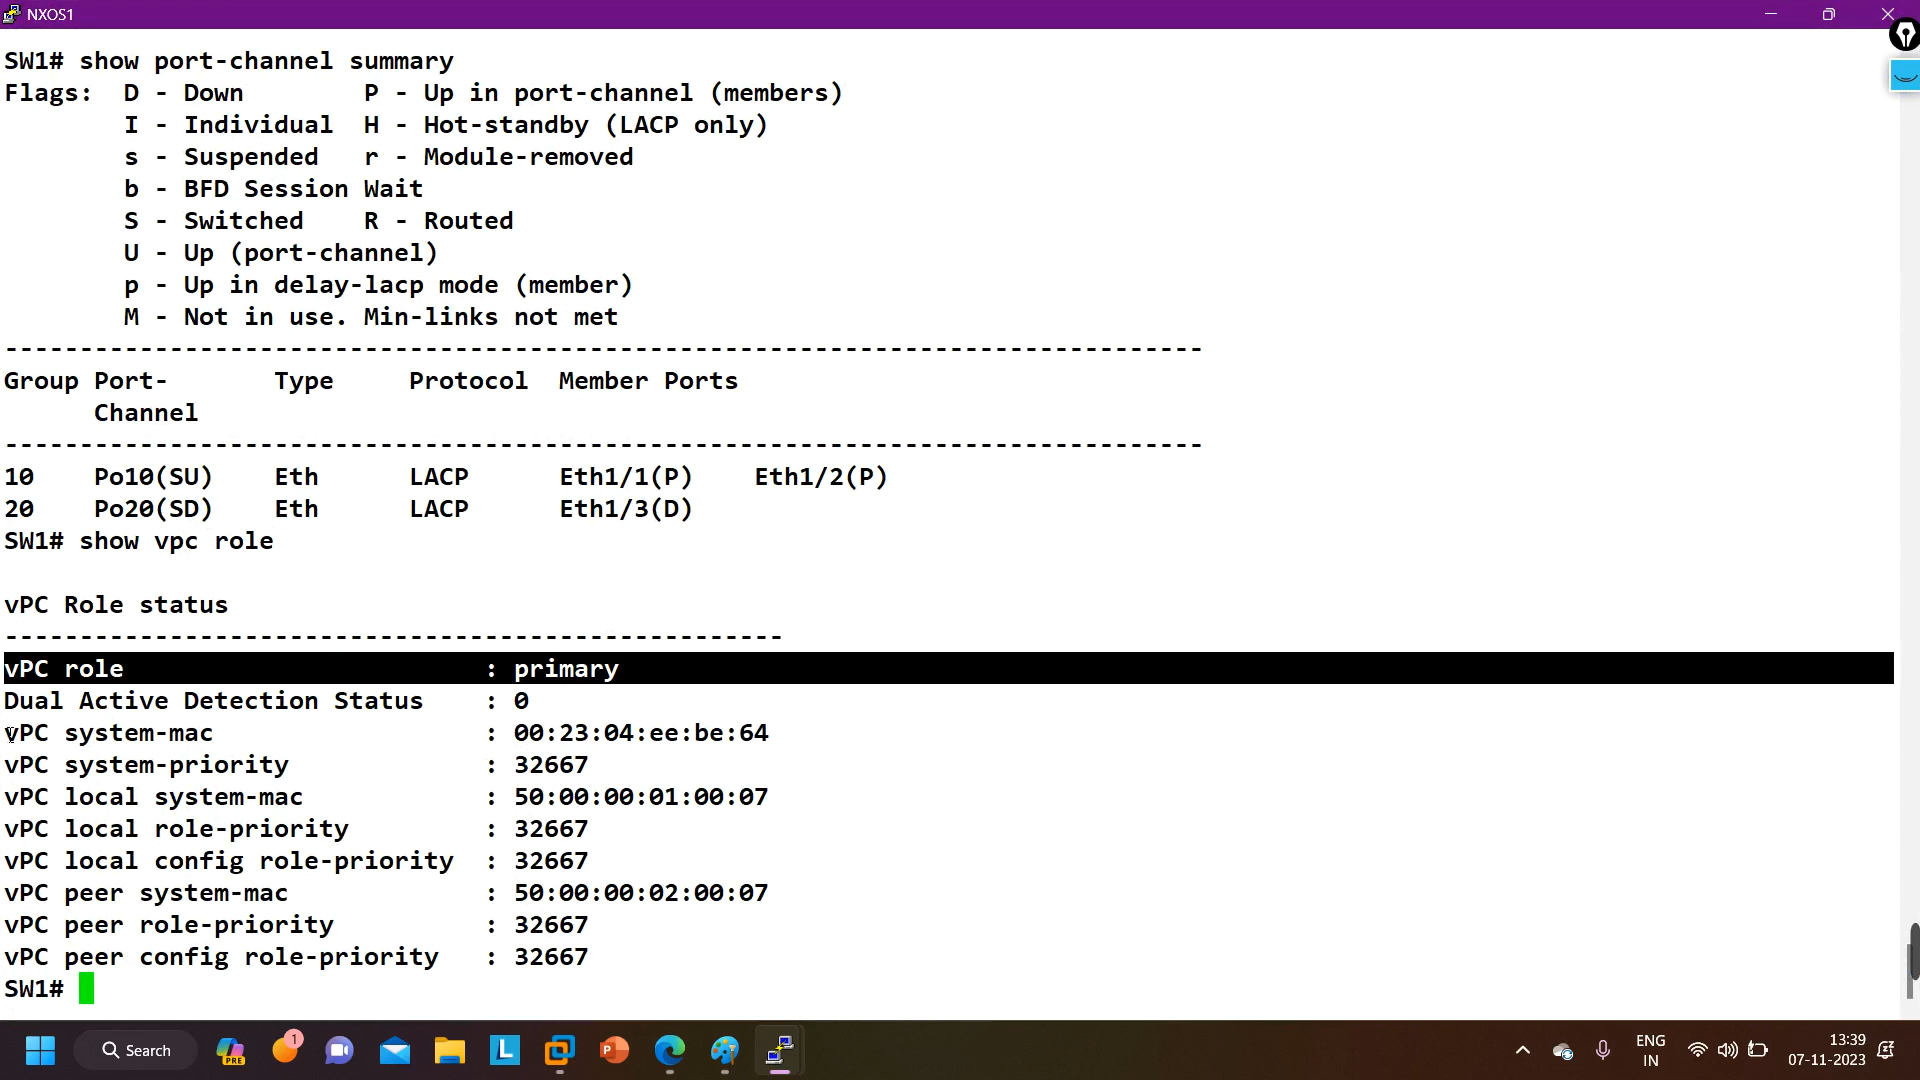 NXOS1
SW1# show port-channel summary
Flags:  D - Down        P - Up in port-channel (members)
        I - Individual  H - Hot-standby (LACP only)
        s - Suspended   r - Module-removed
        b - BFD Session Wait
        S - Switched    R - Routed
        U - Up (port-channel)
        p - Up in delay-lacp mode (member)
        M - Not in use. Min-links not met
--------------------------------------------------------------------------------
Group Port-       Type     Protocol  Member Ports
      Channel
--------------------------------------------------------------------------------
10    Po10(SU)    Eth      LACP      Eth1/1(P)    Eth1/2(P)
20    Po20(SD)    Eth      LACP      Eth1/3(D)
SW1# show vpc role
vPC Role status
----------------------------------------------------
vPC role                        : primary
Dual Active Detection Status    : 0
vPC system-mac                  : 00:23:04:ee:be:64
vPC system-priority             : 32667
vPC local system-mac            : 50:00:00:01:00:07
vPC local role-priority         : 32667
vPC local config role-priority  : 32667
vPC peer system-mac             : 50:00:00:02:00:07
vPC peer role-priority          : 32667
vPC peer config role-priority   : 32667
SW1#
Search
PRE
1
L
P
ENG
IN
13:39
07-11-2023